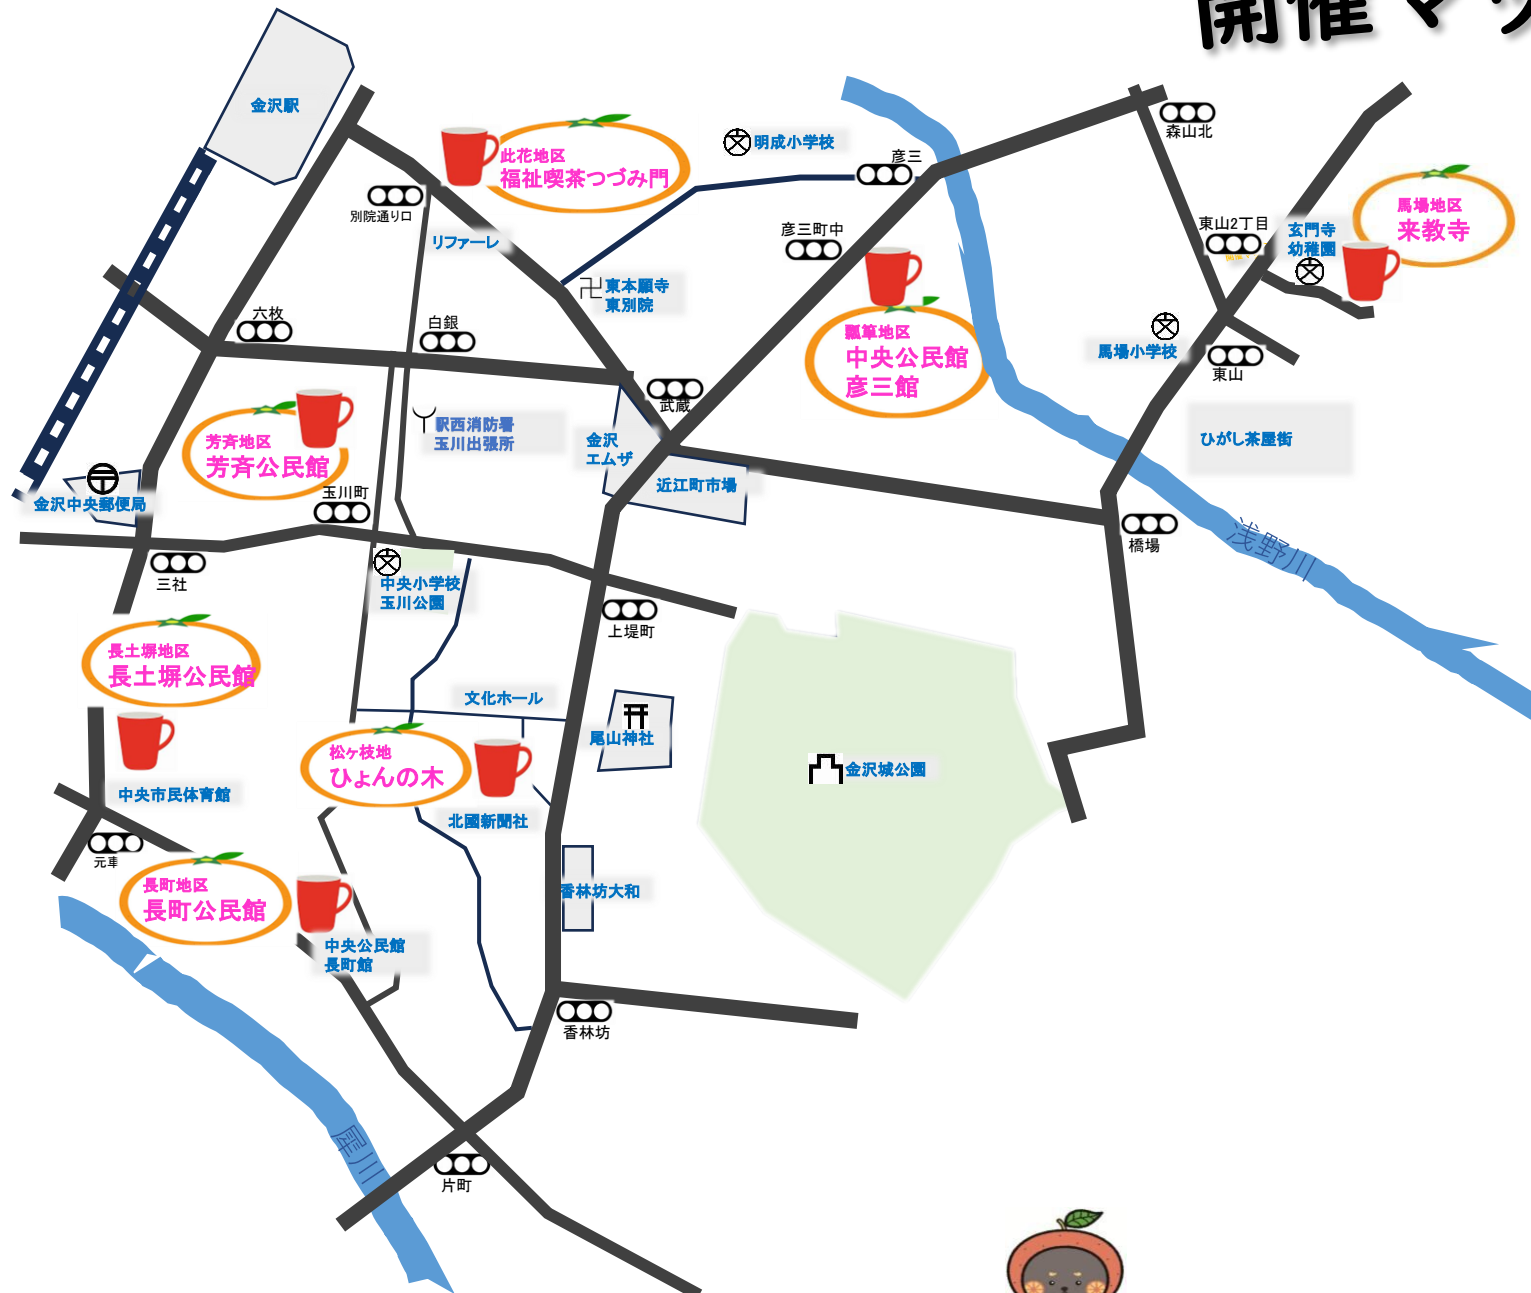 開催マッ
金沢駅
此花地区
福祉喫茶つづみ門
明成小学校
彦三
森山北
別院通り口
リファーレ
彦三町中
東山2丁目
玄門寺
幼稚園
馬場地区
来教寺
東本願寺
東別院
六枚
白銀
瓢箪地区
中央公民館
彦三館
馬場小学校
東山
武蔵
芳斉地区
芳斉公民館
駅西消防署
玉川出張所
金沢
エムザ
近江町市場
ひがし茶屋街
金沢中央郵便局
玉川町
橋場
浅野川
三社
中央小学校
玉川公園
上堤町
長土塀地区
長土塀公民館
文化ホール
尾山神社
松ヶ枝地
ひょんの木
金沢城公園
中央市民体育館
北國新聞社
元車
長町地区
長町公民館
香林坊大和
中央公民館
長町館
香林坊
犀川
片町